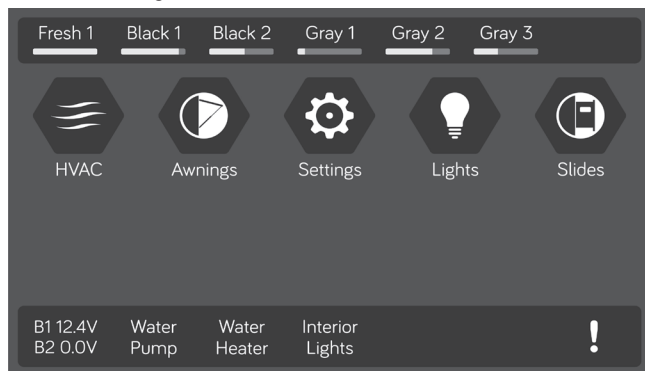 Fresh 1 Black 1 Black 2 Gray 1 Gray 2 Gray 3
HVAC Awnings Settings Lights Slides
B1 12.4V Water Water Interior
B2 0.0V Pump Heater Lights
!